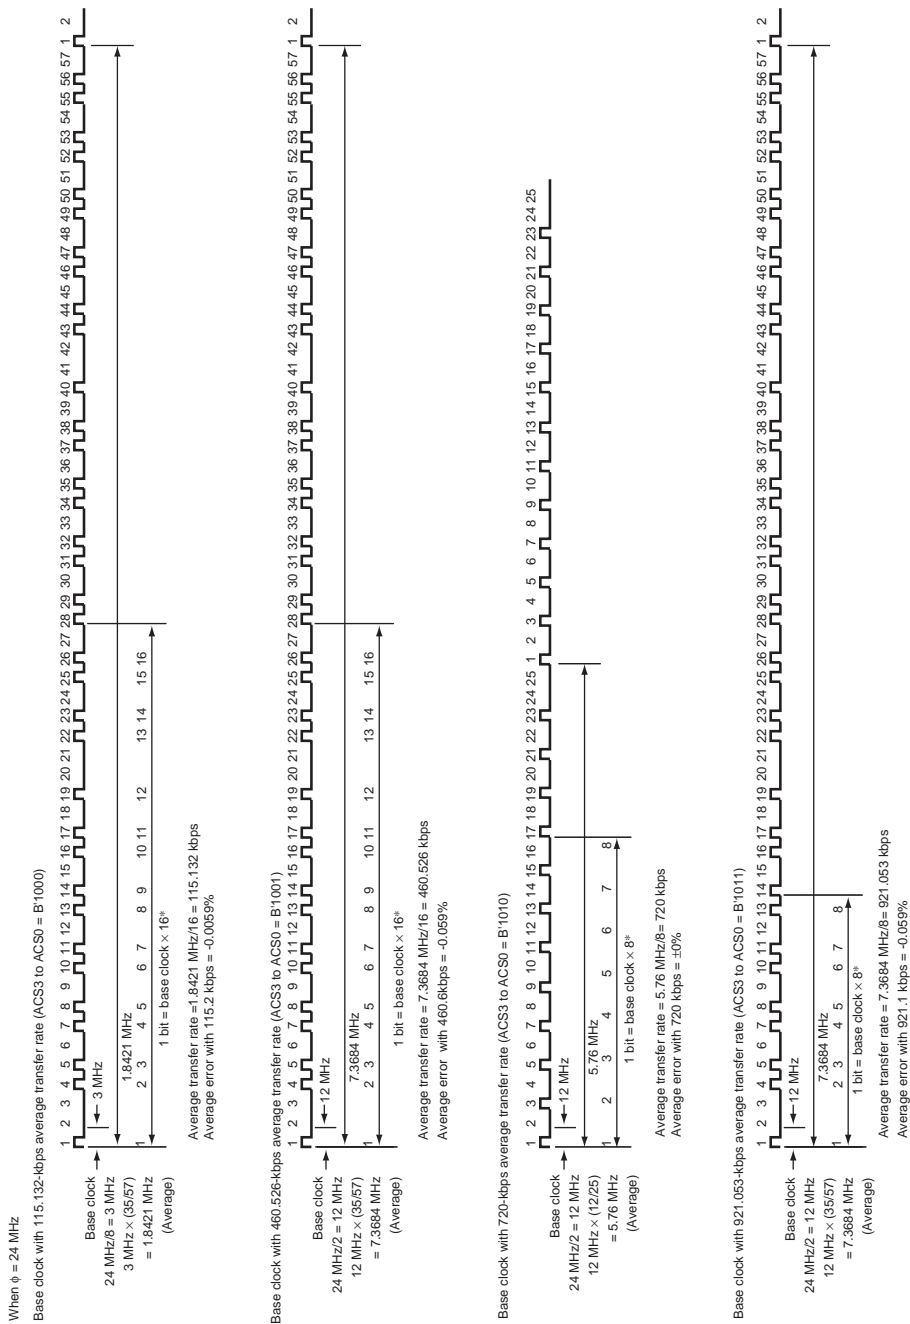 When ϕ = 24 MHz
Base clock with 115.132-kbps average transfer rate (ACS3 to ACS0 = B'1000)
1 2 3 4 5 6 7 8 9 10 11 12 13 14 15 16 17 18 19 20 21 22 23 24 25 26 27 28 29 30 31 32 33 34 35 36 37 38 39 40 41 42 43 44 45 46 47 48 49 50 51 52 53 54 55 56 57 1 2
Base clock
24 MHz/8 = 3 MHz
3 MHz × (35/57)
= 1.8421 MHz
(Average)
3 MHz
1.8421 MHz
1 2 3 4 5 6 7 8 9 10 11 12 13 14 15 16
1 bit = base clock × 16*
Average transfer rate =1.8421 MHz/16 = 115.132 kbps
Average error with 115.2 kbps = -0.0059%
Base clock with 460.526-kbps average transfer rate (ACS3 to ACS0 = B'1001)
1 2 3 4 5 6 7 8 9 10 11 12 13 14 15 16 17 18 19 20 21 22 23 24 25 26 27 28 29 30 31 32 33 34 35 36 37 38 39 40 41 42 43 44 45 46 47 48 49 50 51 52 53 54 55 56 57 1 2
Base clock
24 MHz/2 = 12 MHz
12 MHz × (35/57)
= 7.3684 MHz
(Average)
12 MHz
7.3684 MHz
1 2 3 4 5 6 7 8 9 10 11 12 13 14 15 16
1 bit = base clock × 16*
Average transfer rate = 7.3684 MHz/16 = 460.526 kbps
Average error with 460.6kbps = -0.059%
Base clock with 720-kbps average transfer rate (ACS3 to ACS0 = B'1010)
1 2 3 4 5 6 7 8 9 10 11 12 13 14 15 16 17 18 19 20 21 22 23 24 25 1 2 3 4 5 6 7 8 9 10 11 12 13 14 15 16 17 18 19 20 21 22 23 24 25
Base clock
24 MHz/2 = 12 MHz
12 MHz × (12/25)
= 5.76 MHz
(Average)
12 MHz
5.76 MHz
1 2 3 4 5 6 7 8
1 bit = base clock × 8*
Average transfer rate = 5.76 MHz/8= 720 kbps
Average error with 720 kbps = ±0%
Base clock with 921.053-kbps average transfer rate (ACS3 to ACS0 = B'1011)
1 2 3 4 5 6 7 8 9 10 11 12 13 14 15 16 17 18 19 20 21 22 23 24 25 26 27 28 29 30 31 32 33 34 35 36 37 38 39 40 41 42 43 44 45 46 47 48 49 50 51 52 53 54 55 56 57 1 2
Base clock
24 MHz/2 = 12 MHz
12 MHz × (35/57)
= 7.3684 MHz
(Average)
12 MHz
7.3684 MHz
1 2 3 4 5 6 7 8
1 bit = base clock × 8*
Average transfer rate = 7.3684 MHz/8= 921.053 kbps
Average error with 921.1 kbps = -0.059%